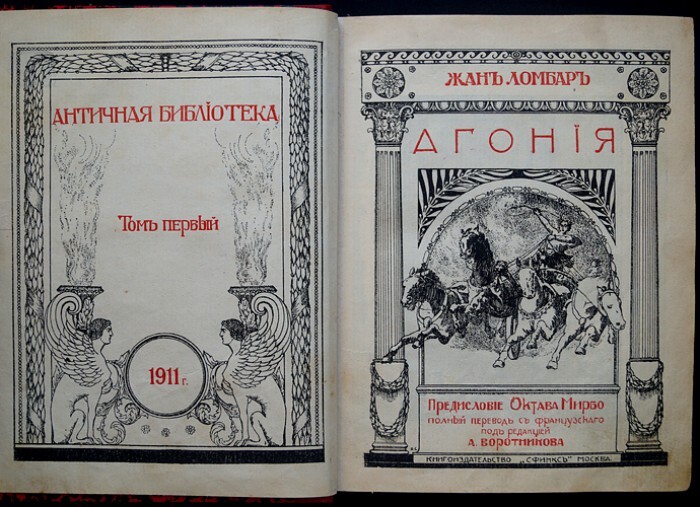 АНТИЧНАЯ БИБЛІОТЕКА
Томъ первый
1911 г.
ЖАНЪ ЛОМБАРЪ
АГОНІЯ
Предисловіе Октава Мирбо
полный переводъ съ французскаго
подъ редакціей
А. Воротникова
КНИГОИЗДАТЕЛЬСТВО „СФИНКСЪ" МОСКВА.